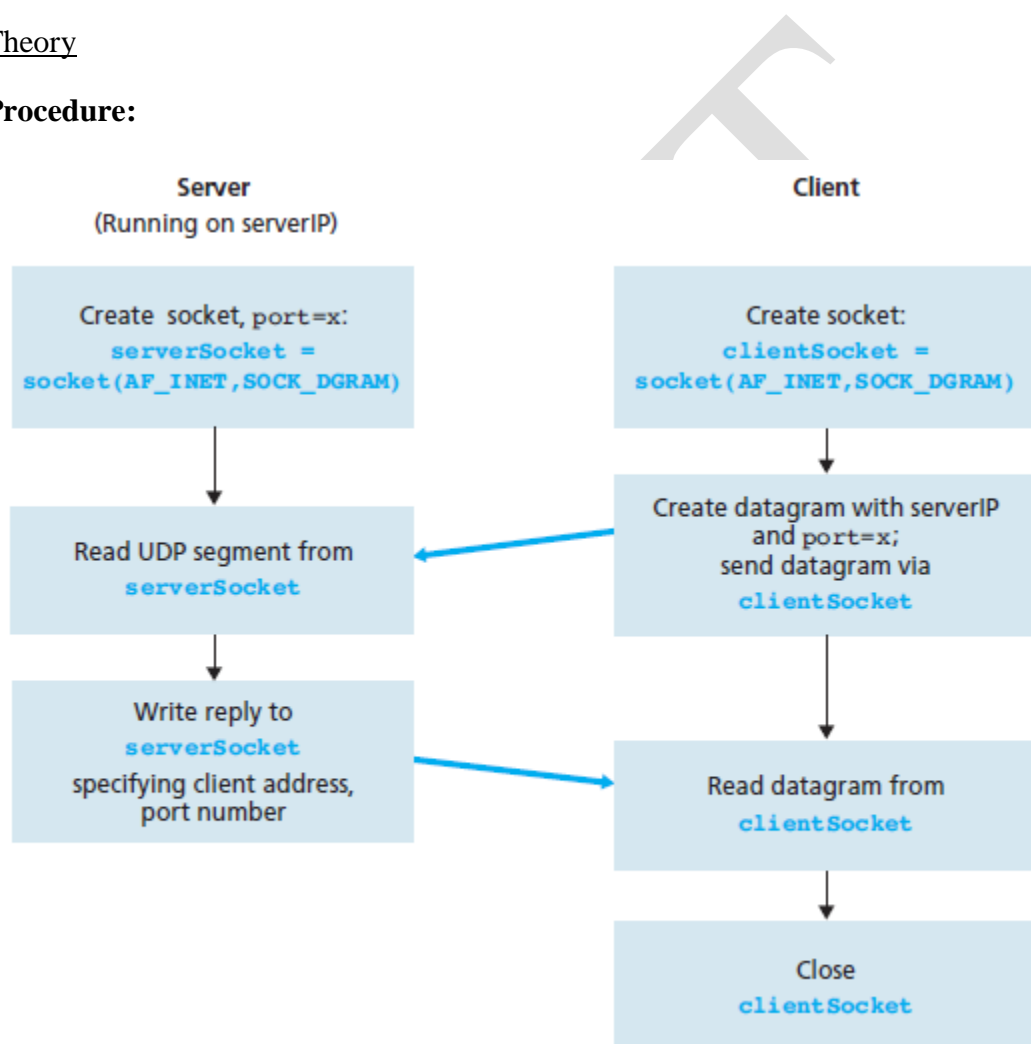 Theory
Procedure:
Server
(Running on serverIP)
Create socket, port=x:
serverSocket =
socket(AF_INET,SOCK_DGRAM)
Read UDP segment from
serverSocket
Write reply to
serverSocket
specifying client address,
port number
Client
Create socket:
clientSocket =
socket(AF_INET,SOCK_DGRAM)
Create datagram with serverIP
and port=x;
send datagram via
clientSocket
Read datagram from
clientSocket
Close
clientSocket